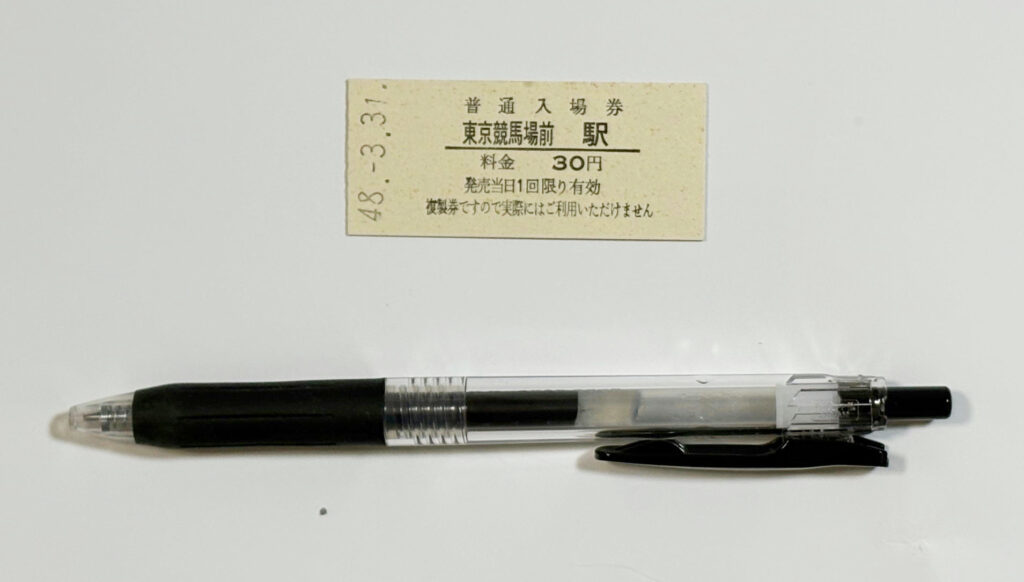 普通入場券
東京競馬場前 駅
料金 30円
発売当日1回限り有効
複製券ですので実際にはご利用いただけません
48.-3.31.